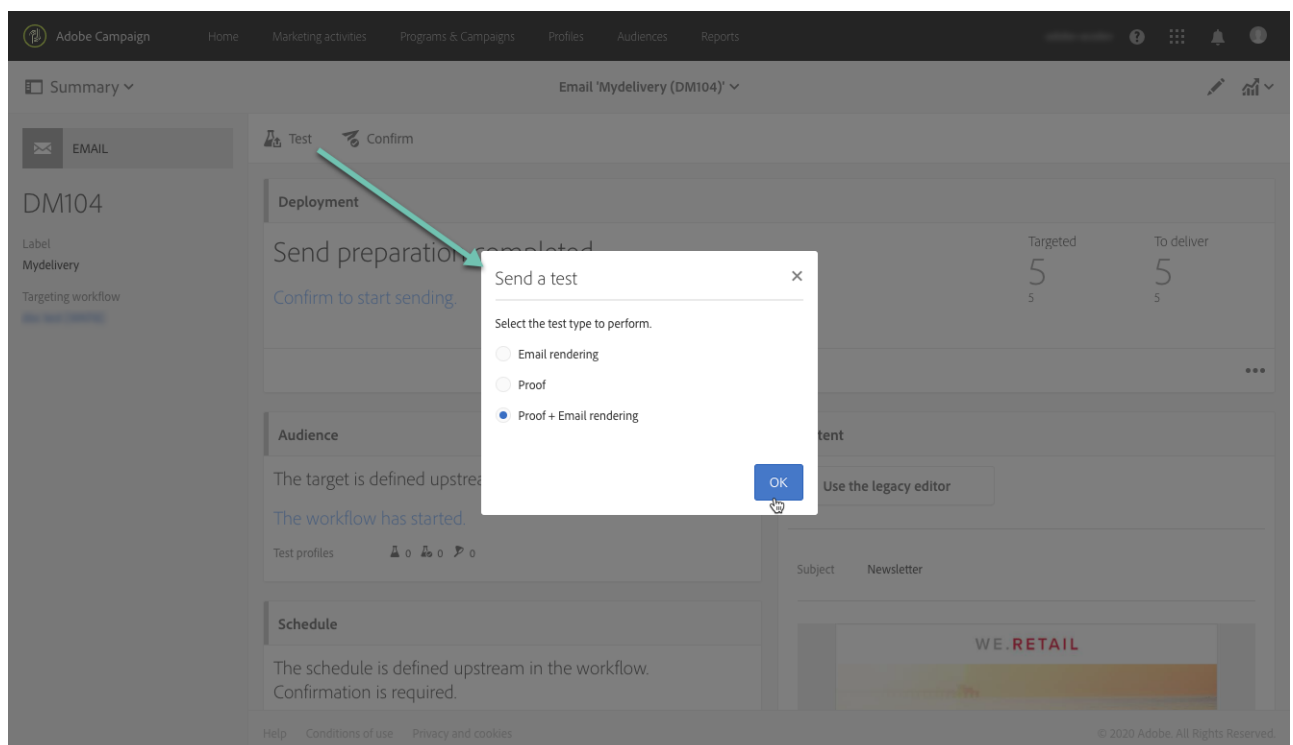 Adobe Campaign Home Marketing activities Programs & Campaigns Profiles Audiences Reports
Summary Email 'Mydelivery (DM104)'
EMAIL
Test Confirm
DM104
Label
Mydelivery
Targeting workflow
Deployment
Send preparation completed
Confirm to start sending.
Targeted To deliver
5 5
5 5
Send a test
Select the test type to perform.
Email rendering
Proof
Proof + Email rendering
OK
Audience
The target is defined upstrea
The workflow has started.
Test profiles 0 0 0
tent
Use the legacy editor
Subject Newsletter
WE.RETAIL
Schedule
The schedule is defined upstream in the workflow.
Confirmation is required.
Help Conditions of use Privacy and cookies © 2020 Adobe. All Rights Reserved.